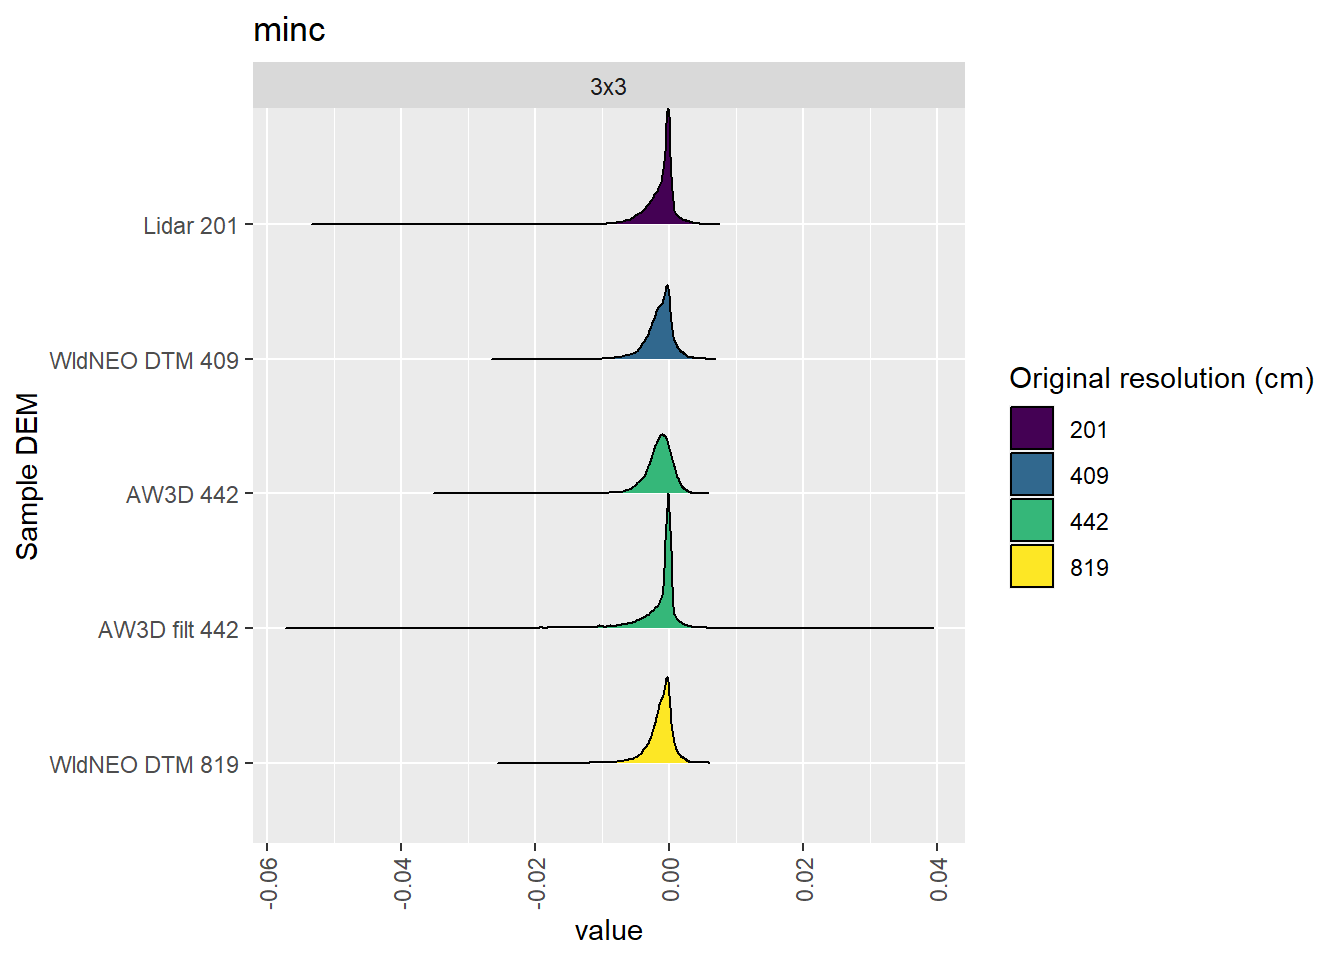 minc
3x3
Sample DEM
Lidar 201
WldNEO DTM 409
AW3D 442
AW3D filt 442
WldNEO DTM 819
-0.06
-0.04
-0.02
0.00
0.02
0.04
value
Original resolution (cm)
201
409
442
819